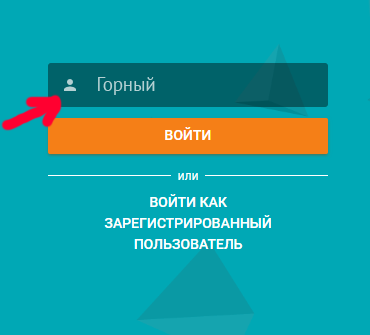 Горный
ВОЙТИ
или
ВОЙТИ КАК
ЗАРЕГИСТРИРОВАННЫЙ
ПОЛЬЗОВАТЕЛЬ